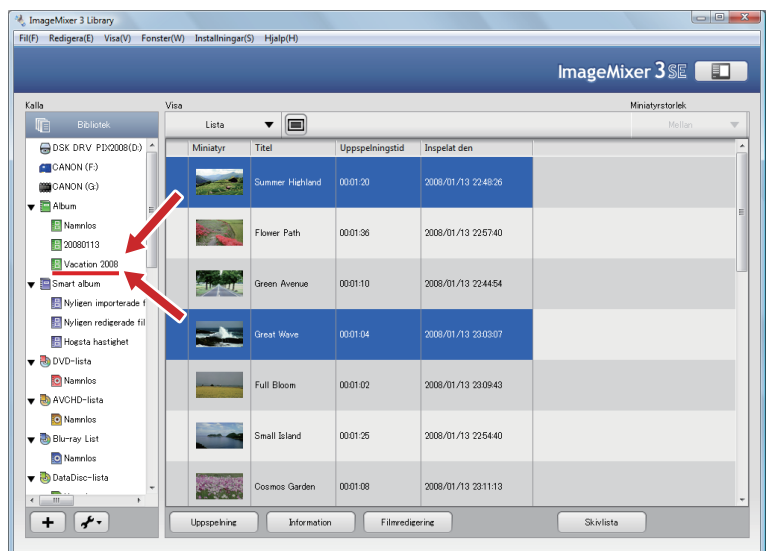 ImageMixer 3 Library
Fil(F) Redigera(E) Visa(V) Fonster(W) Installningar(S) Hjalp(H)
ImageMixer 3 SE
Kalla
Visa
Miniatyrstorlek
Bibliotek
Lista
Mellan
DSK DRV PIX2008(D:)
CANON (F:)
CANON (G:)
Album
Namnlos
20080113
Vacation 2008
Smart album
Nyligen importerade f
Nyligen redigerade fil
Hogsta hastighet
DVD-lista
Namnlos
AVCHD-lista
Namnlos
Blu-ray List
Namnlos
DataDisc-lista
Miniatyr Titel Uppspelningstid Inspelat den
Summer Highland 00:01:20 2008/01/13 22:48:26
Flower Path 00:01:36 2008/01/13 22:57:40
Green Avenue 00:01:10 2008/01/13 22:44:54
Great Wave 00:01:04 2008/01/13 23:03:07
Full Bloom 00:01:02 2008/01/13 23:09:43
Small Island 00:01:25 2008/01/13 22:54:40
Cosmos Garden 00:01:08 2008/01/13 23:11:13
Uppspelning Information Filmredigering Skivlista